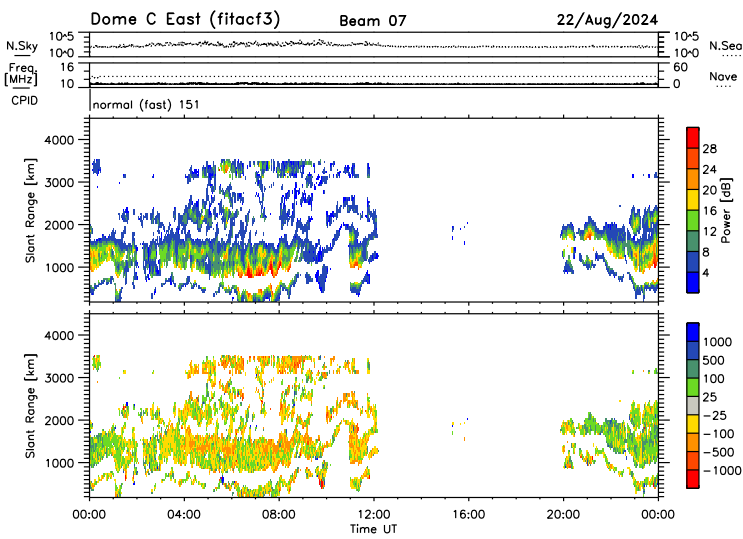 Dome C East (fitacf3) Beam 07 22/Aug/2024
N.Sky 10^5 10^0 10^5 10^0 N.Sea
Freq. [MHz] 16 10 60 0 Nave
CPID normal (fast) 151
Slant Range [km] 4000 3000 2000 1000
28 24 20 16 12 8 4 Power [dB]
Slant Range [km] 4000 3000 2000 1000
1000 500 100 25 -25 -100 -500 -1000
00:00 04:00 08:00 12:00 16:00 20:00 00:00
Time UT